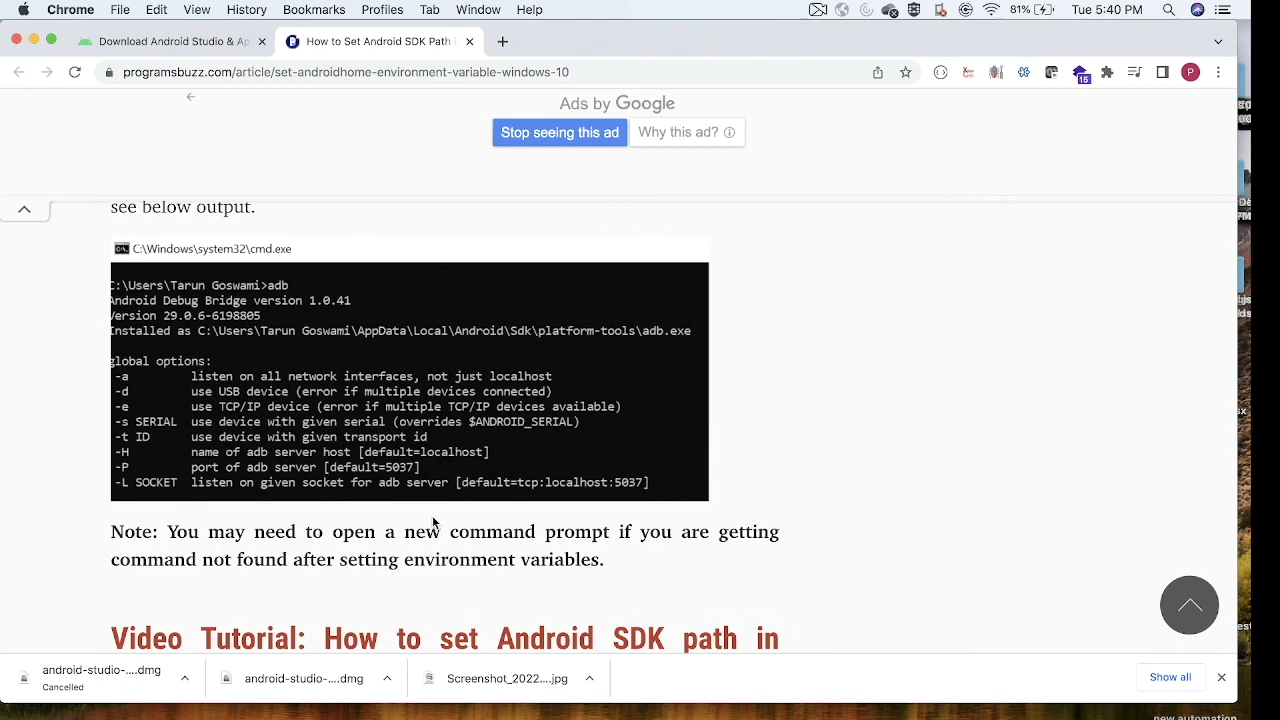 Chrome File Edit View History Bookmarks Profiles Tab Window Help 81% Tue 5:40 PM
Download Android Studio & Ap
How to Set Android SDK Path in
programsbuzz.com/article/set-androidhome-environment-variable-windows-10
15
P
Ads by Google
Stop seeing this ad
Why this ad?
see below output.
C:\Windows\system32\cmd.exe
C:\Users\Tarun Goswami>adb
Android Debug Bridge version 1.0.41
Version 29.0.6-6198805
Installed as C:\Users\Tarun Goswami\AppData\Local\Android\Sdk\platform-tools\adb.exe
global options:
-a listen on all network interfaces, not just localhost
-d use USB device (error if multiple devices connected)
-e use TCP/IP device (error if multiple TCP/IP devices available)
-s SERIAL use device with given serial (overrides $ANDROID_SERIAL)
-t ID use device with given transport id
-H name of adb server host [default=localhost]
-P port of adb server [default=5037]
-L SOCKET listen on given socket for adb server [default=tcp:localhost:5037]
Note: You may need to open a new command prompt if you are getting
command not found after setting environment variables.
Video Tutorial: How to set Android SDK path in
android-studio-....dmg
Cancelled
android-studio-....dmg
Show all
new automation